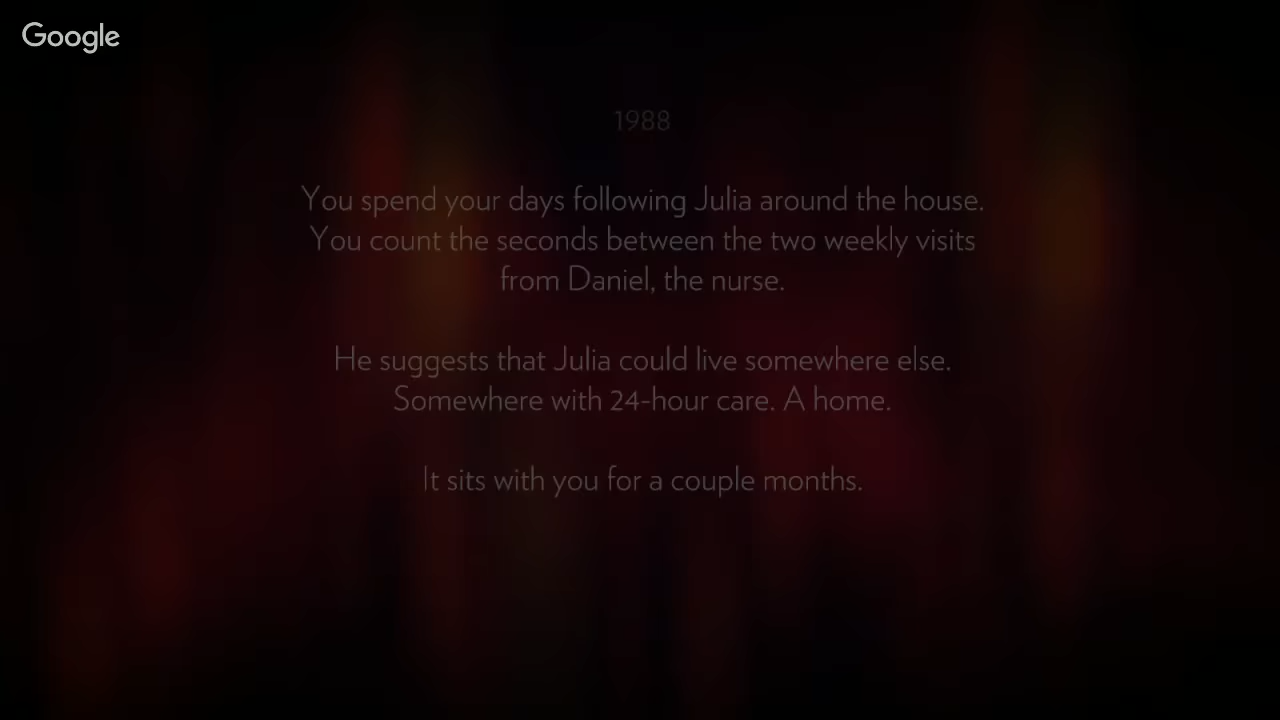 Google
1988
You spend your days following Julia around the house.
You count the seconds between the two weekly visits
from Daniel, the nurse.
He suggests that Julia could live somewhere else.
Somewhere with 24-hour care. A home.
It sits with you for a couple months.